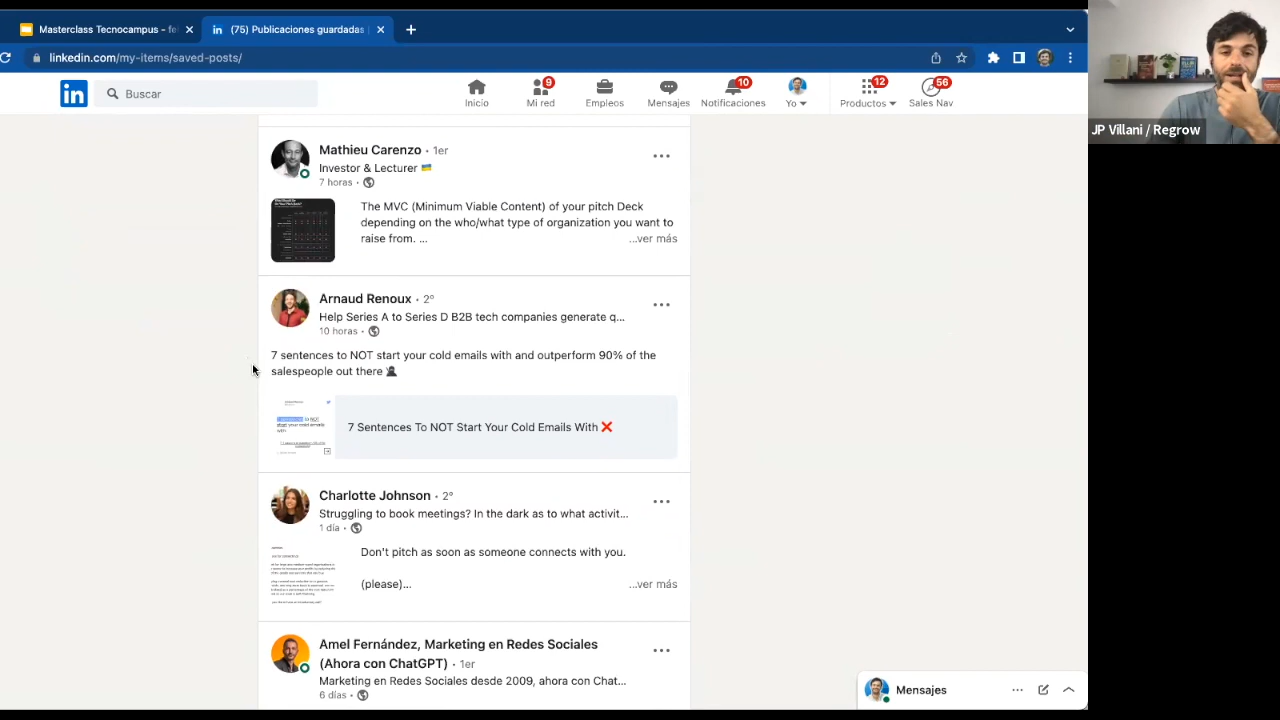 Masterclass Tecnocampus - fe
(75) Publicaciones guardadas
linkedin.com/my-items/saved-posts/
in
Buscar
Inicio
9
Mi red
Empleos
Mensajes
10
Notificaciones
Yo
12
Productos
56
Sales Nav
JP Villani / Regrow
Mathieu Carenzo • 1er
Investor & Lecturer
7 horas •
The MVC (Minimum Viable Content) of your pitch Deck
depending on the who/what type of organization you want to
raise from. ...
...ver más
Arnaud Renoux • 2º
Help Series A to Series D B2B tech companies generate q...
10 horas •
7 sentences to NOT start your cold emails with and outperform 90% of the
salespeople out there
7 Sentences To NOT Start Your Cold Emails With ❌
Charlotte Johnson • 2º
Struggling to book meetings? In the dark as to what activit...
1 día •
Don't pitch as soon as someone connects with you.
(please)...
...ver más
Amel Fernández, Marketing en Redes Sociales
(Ahora con ChatGPT) • 1er
Marketing en Redes Sociales desde 2009, ahora con Chat...
6 días •
Mensajes